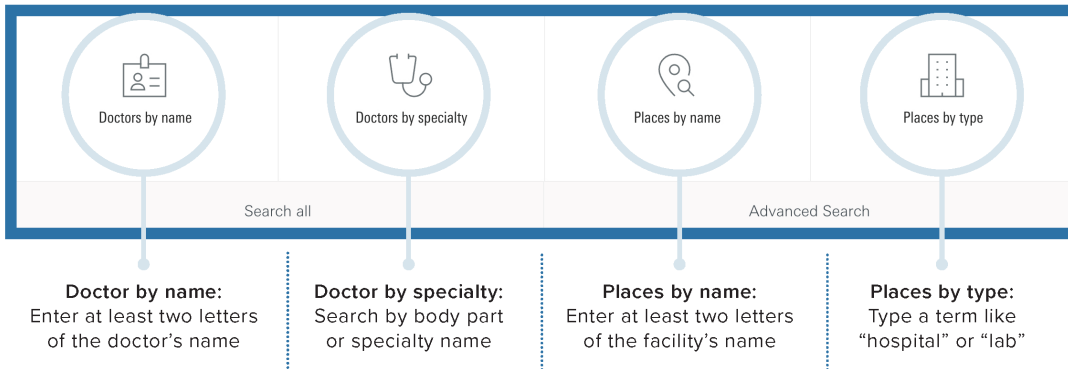 Doctors by name
Doctors by specialty
Places by name
Places by type
Search all
Advanced Search
Doctor by name:
Enter at least two letters
of the doctor's name
Doctor by specialty:
Search by body part
or specialty name
Places by name:
Enter at least two letters
of the facility's name
Places by type:
Type a term like
“hospital” or “lab”